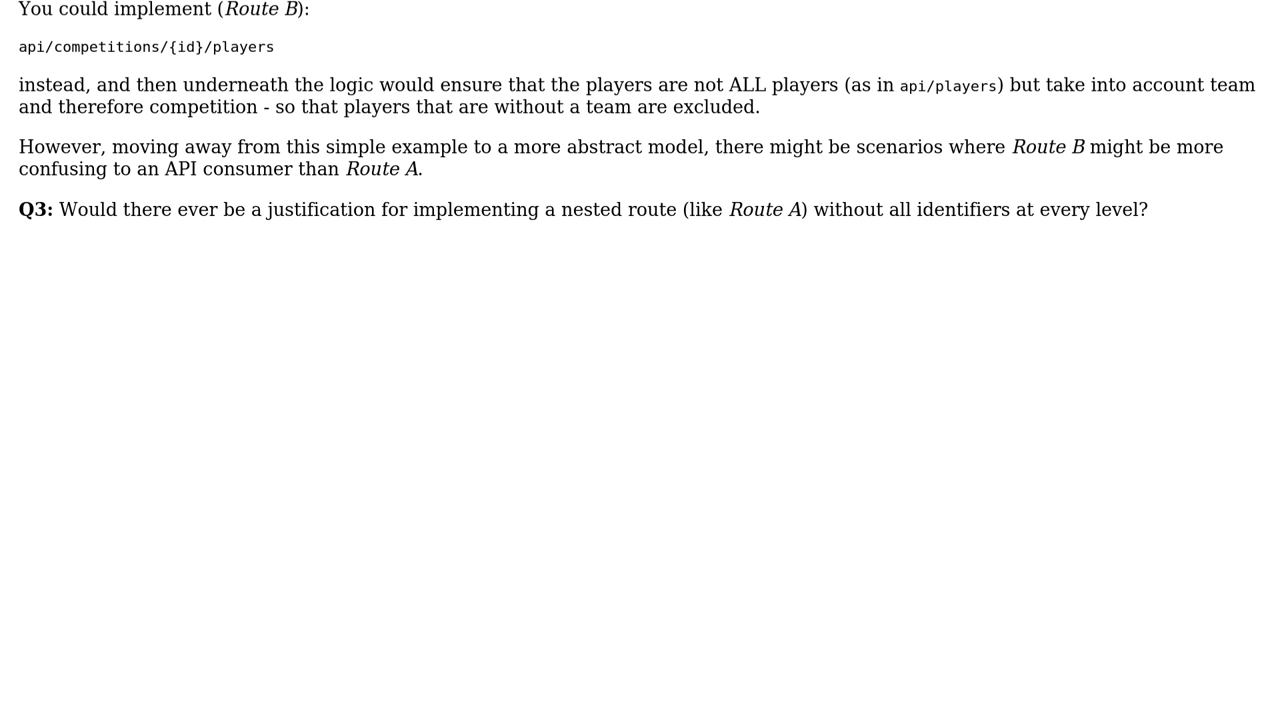 You could implement (Route B):
api/competitions/{id}/players
instead, and then underneath the logic would ensure that the players are not ALL players (as in api/players) but take into account team
and therefore competition - so that players that are without a team are excluded.
However, moving away from this simple example to a more abstract model, there might be scenarios where Route B might be more
confusing to an API consumer than Route A.
Q3: Would there ever be a justification for implementing a nested route (like Route A) without all identifiers at every level?